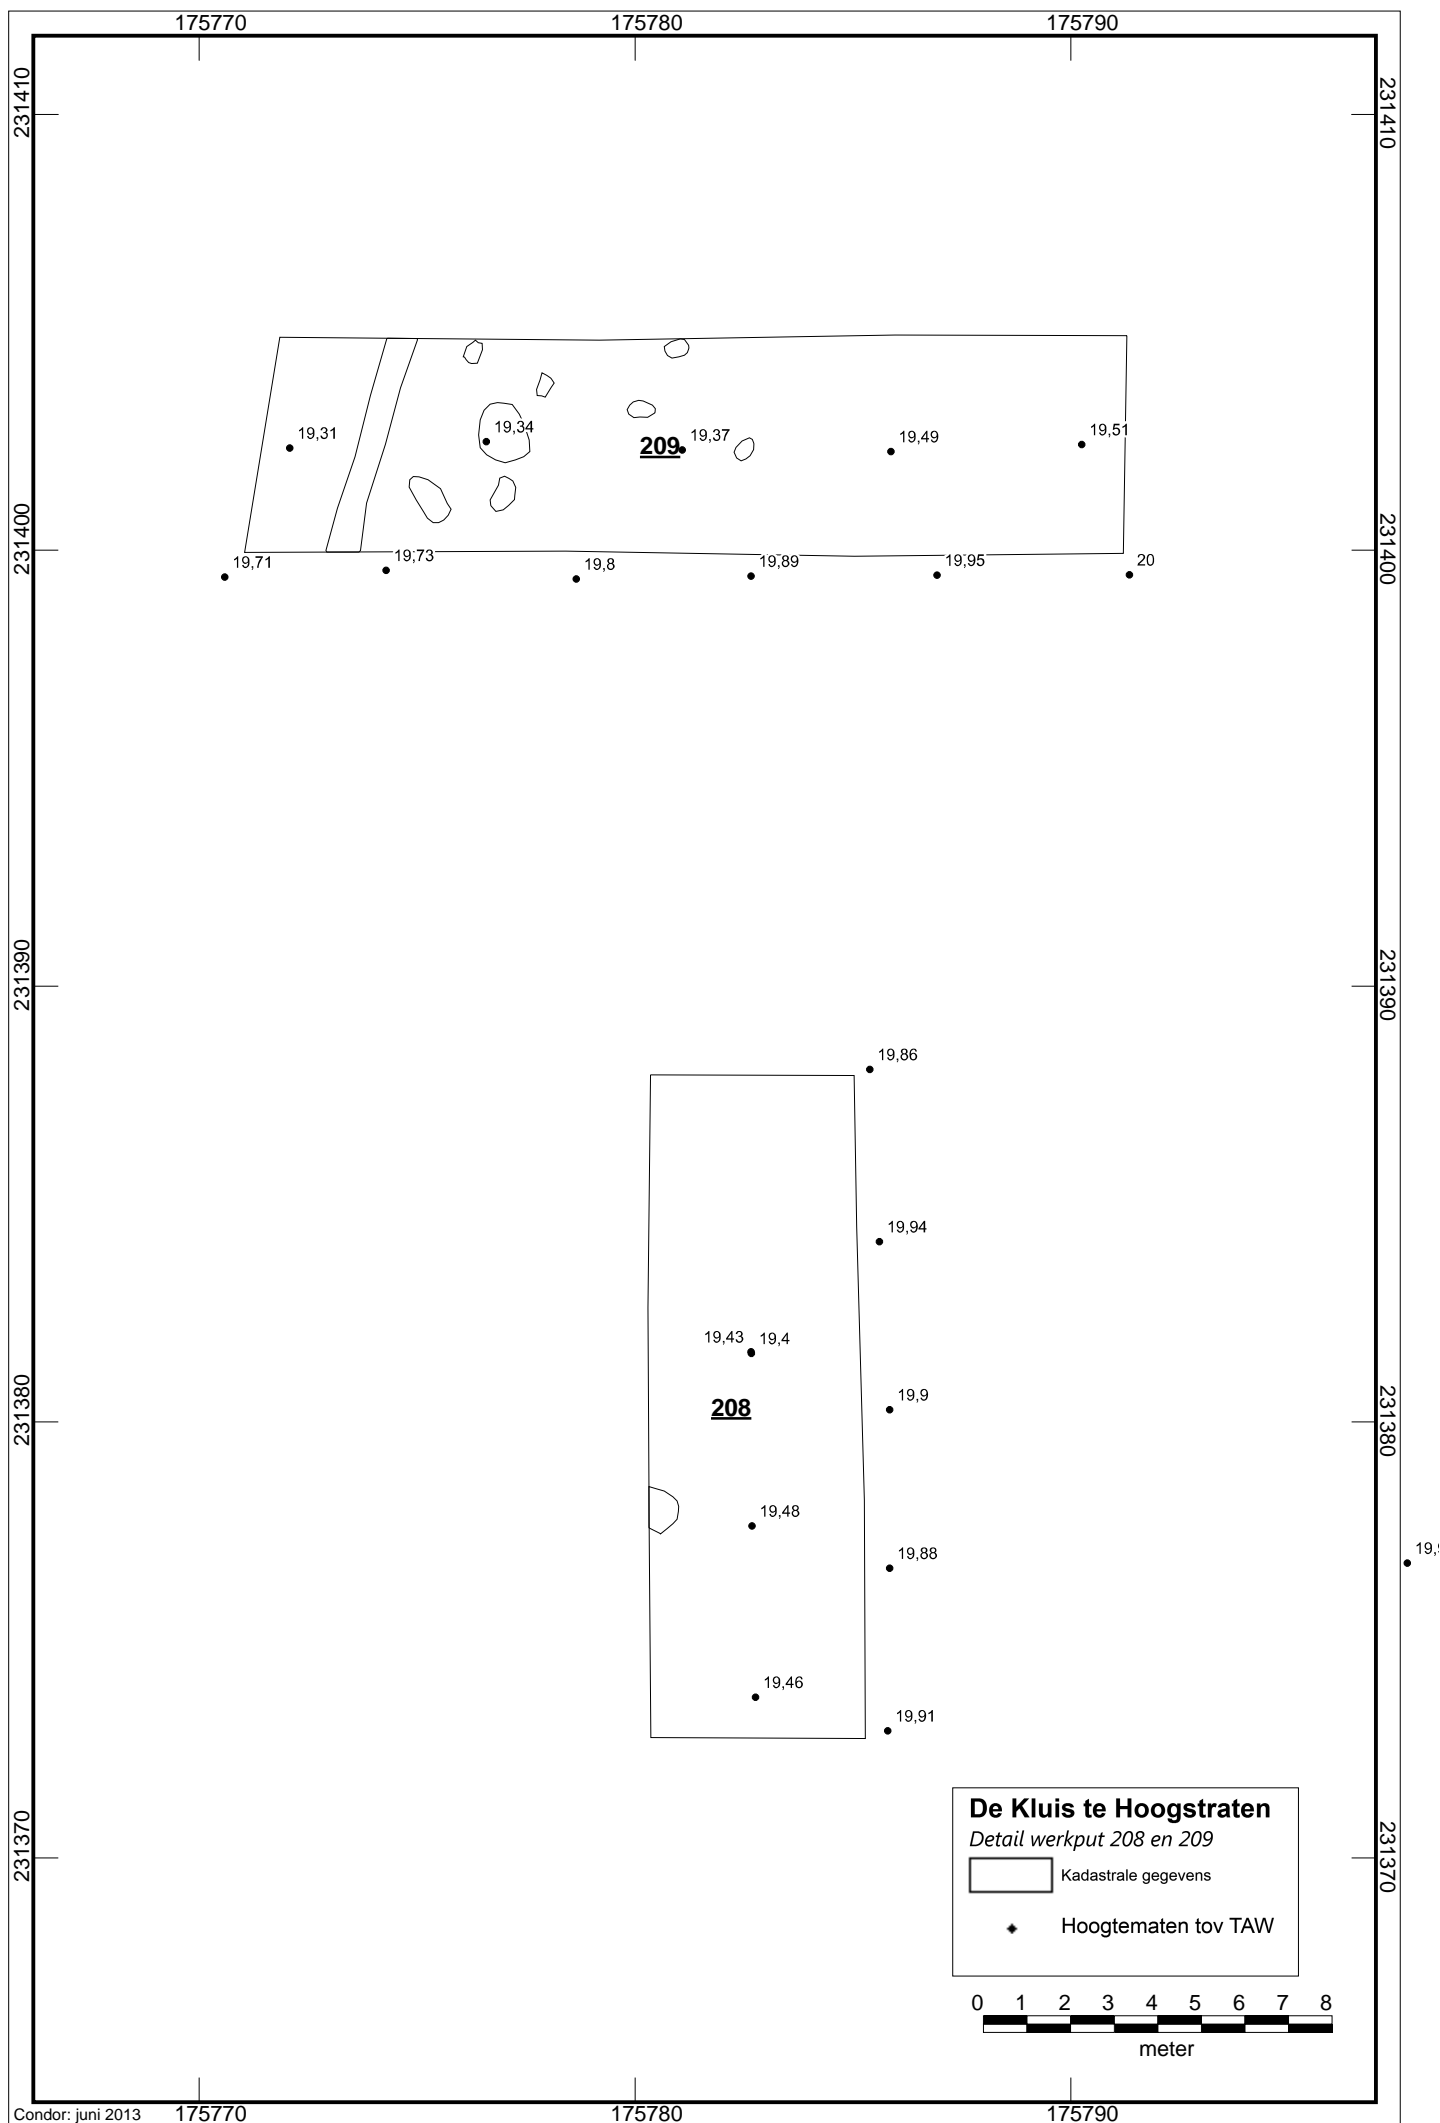 175770 175780 175790
231410 231410
19,31 19,34 209 19,37 19,49 19,51
231400 231400
19,71 19,73 19,8 19,89 19,95 20
231390 231390
19,86
19,94
19,43 19,4
208 19,9
231380 231380
19,48
19,88
19,46
19,91
De Kluis te Hoogstraten
Detail werkput 208 en 209
Kadastrale gegevens
231370 231370
Hoogtematen tov TAW
0 1 2 3 4 5 6 7 8
meter
Condor: juni 2013
175770 175780 175790